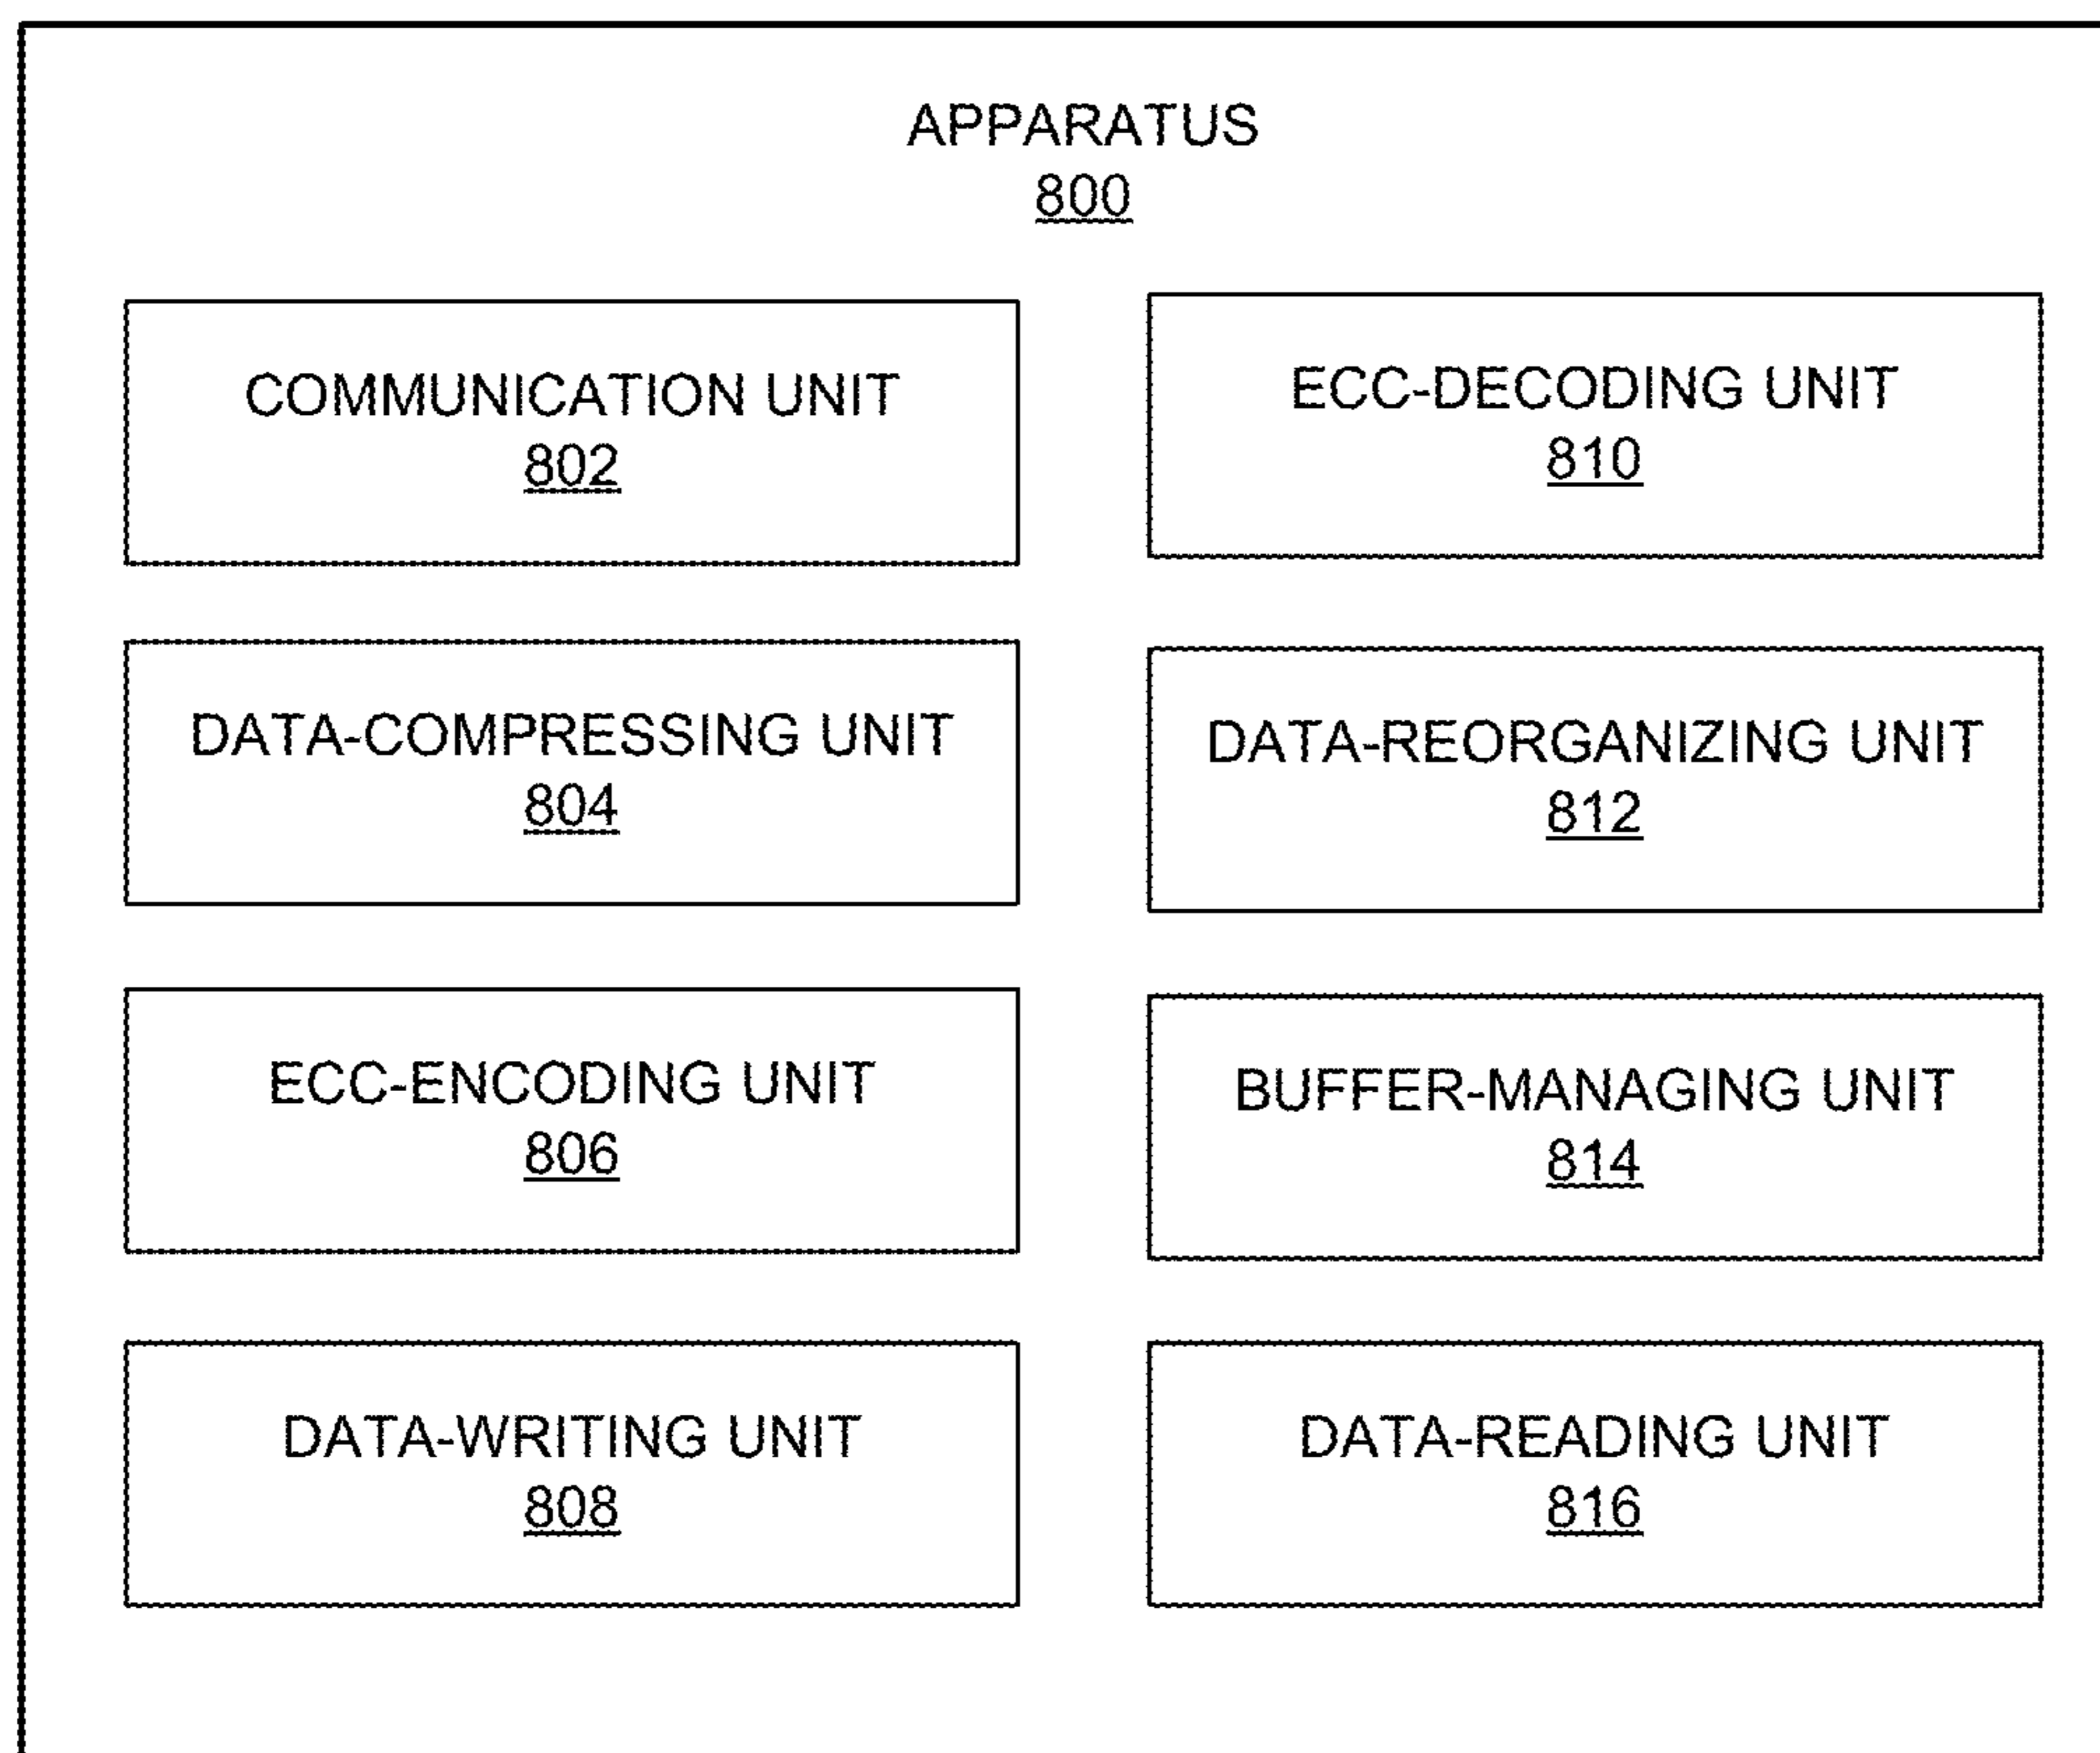 APPARATUS
800
COMMUNICATION UNIT
802
DATA-COMPRESSING UNIT
804
ECC-ENCODING UNIT
806
DATA-WRITING UNIT
808
ECC-DECODING UNIT
810
DATA-REORGANIZING UNIT
812
BUFFER-MANAGING UNIT
814
DATA-READING UNIT
816